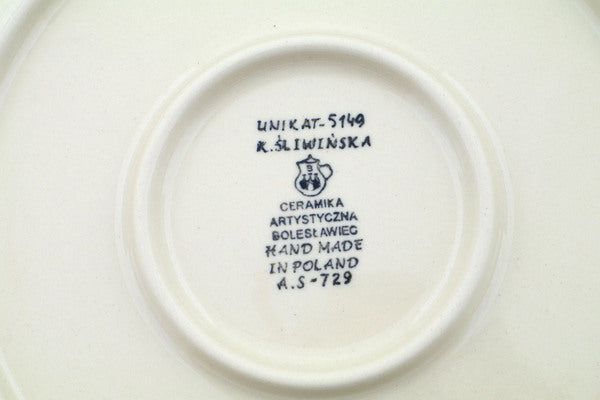 UNIKAT-5149
K.ŚLIWIŃSKA
B
CERAMIKA
ARTYSTYCZNA
BOLESŁAWIEC
HAND MADE
IN POLAND
A.S-729